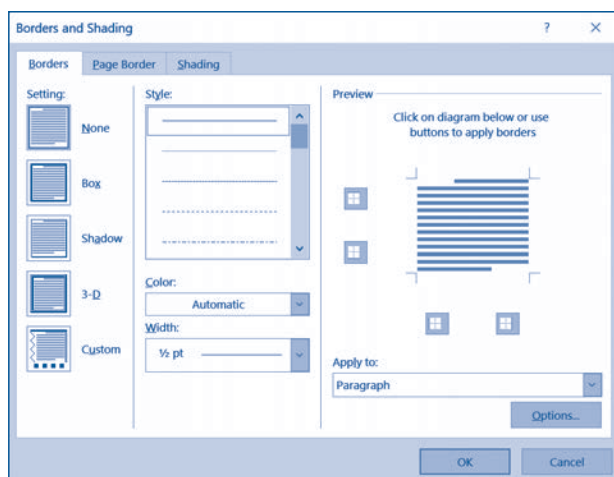 Borders and Shading ? ×
Borders Page Border Shading
Setting:
None
Box
Shadow
3-D
Custom
Style:
Color:
Automatic
Width:
½ pt
Preview
Click on diagram below or use
buttons to apply borders
Apply to:
Paragraph
Options...
OK Cancel